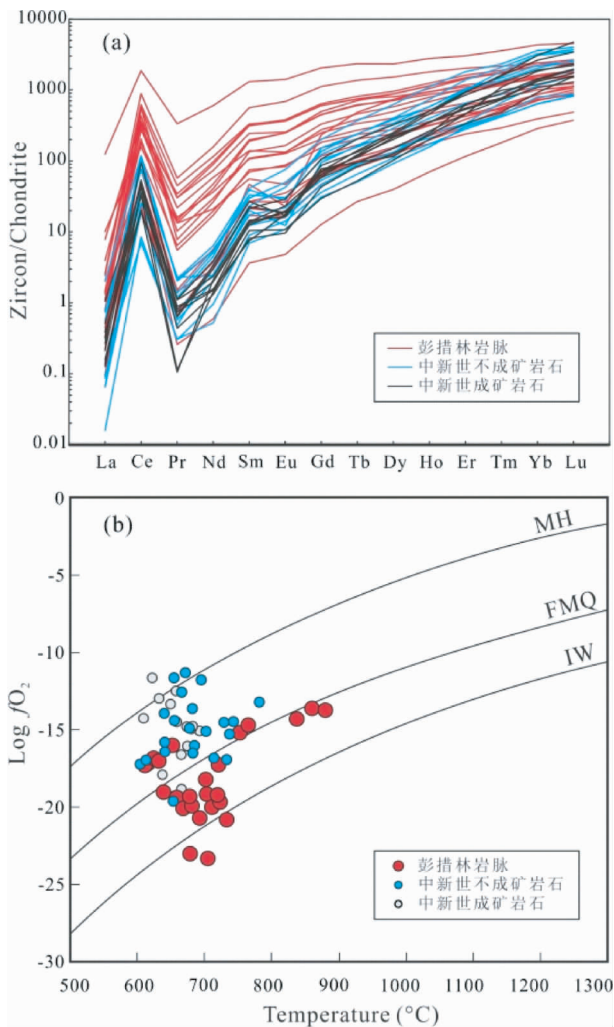 (a)
Zircon/Chondrite
10000
1000
100
10
1
0.1
0.01
彭措林岩脉
中新世不成矿岩石
中新世成矿岩石
La Ce Pr Nd Sm Eu Gd Tb Dy Ho Er Tm Yb Lu
(b)
Log fO₂
0
-5
-10
-15
-20
-25
-30
MH
FMQ
IW
彭措林岩脉
中新世不成矿岩石
中新世成矿岩石
500 600 700 800 900 1000 1100 1200 1300
Temperature (°C)